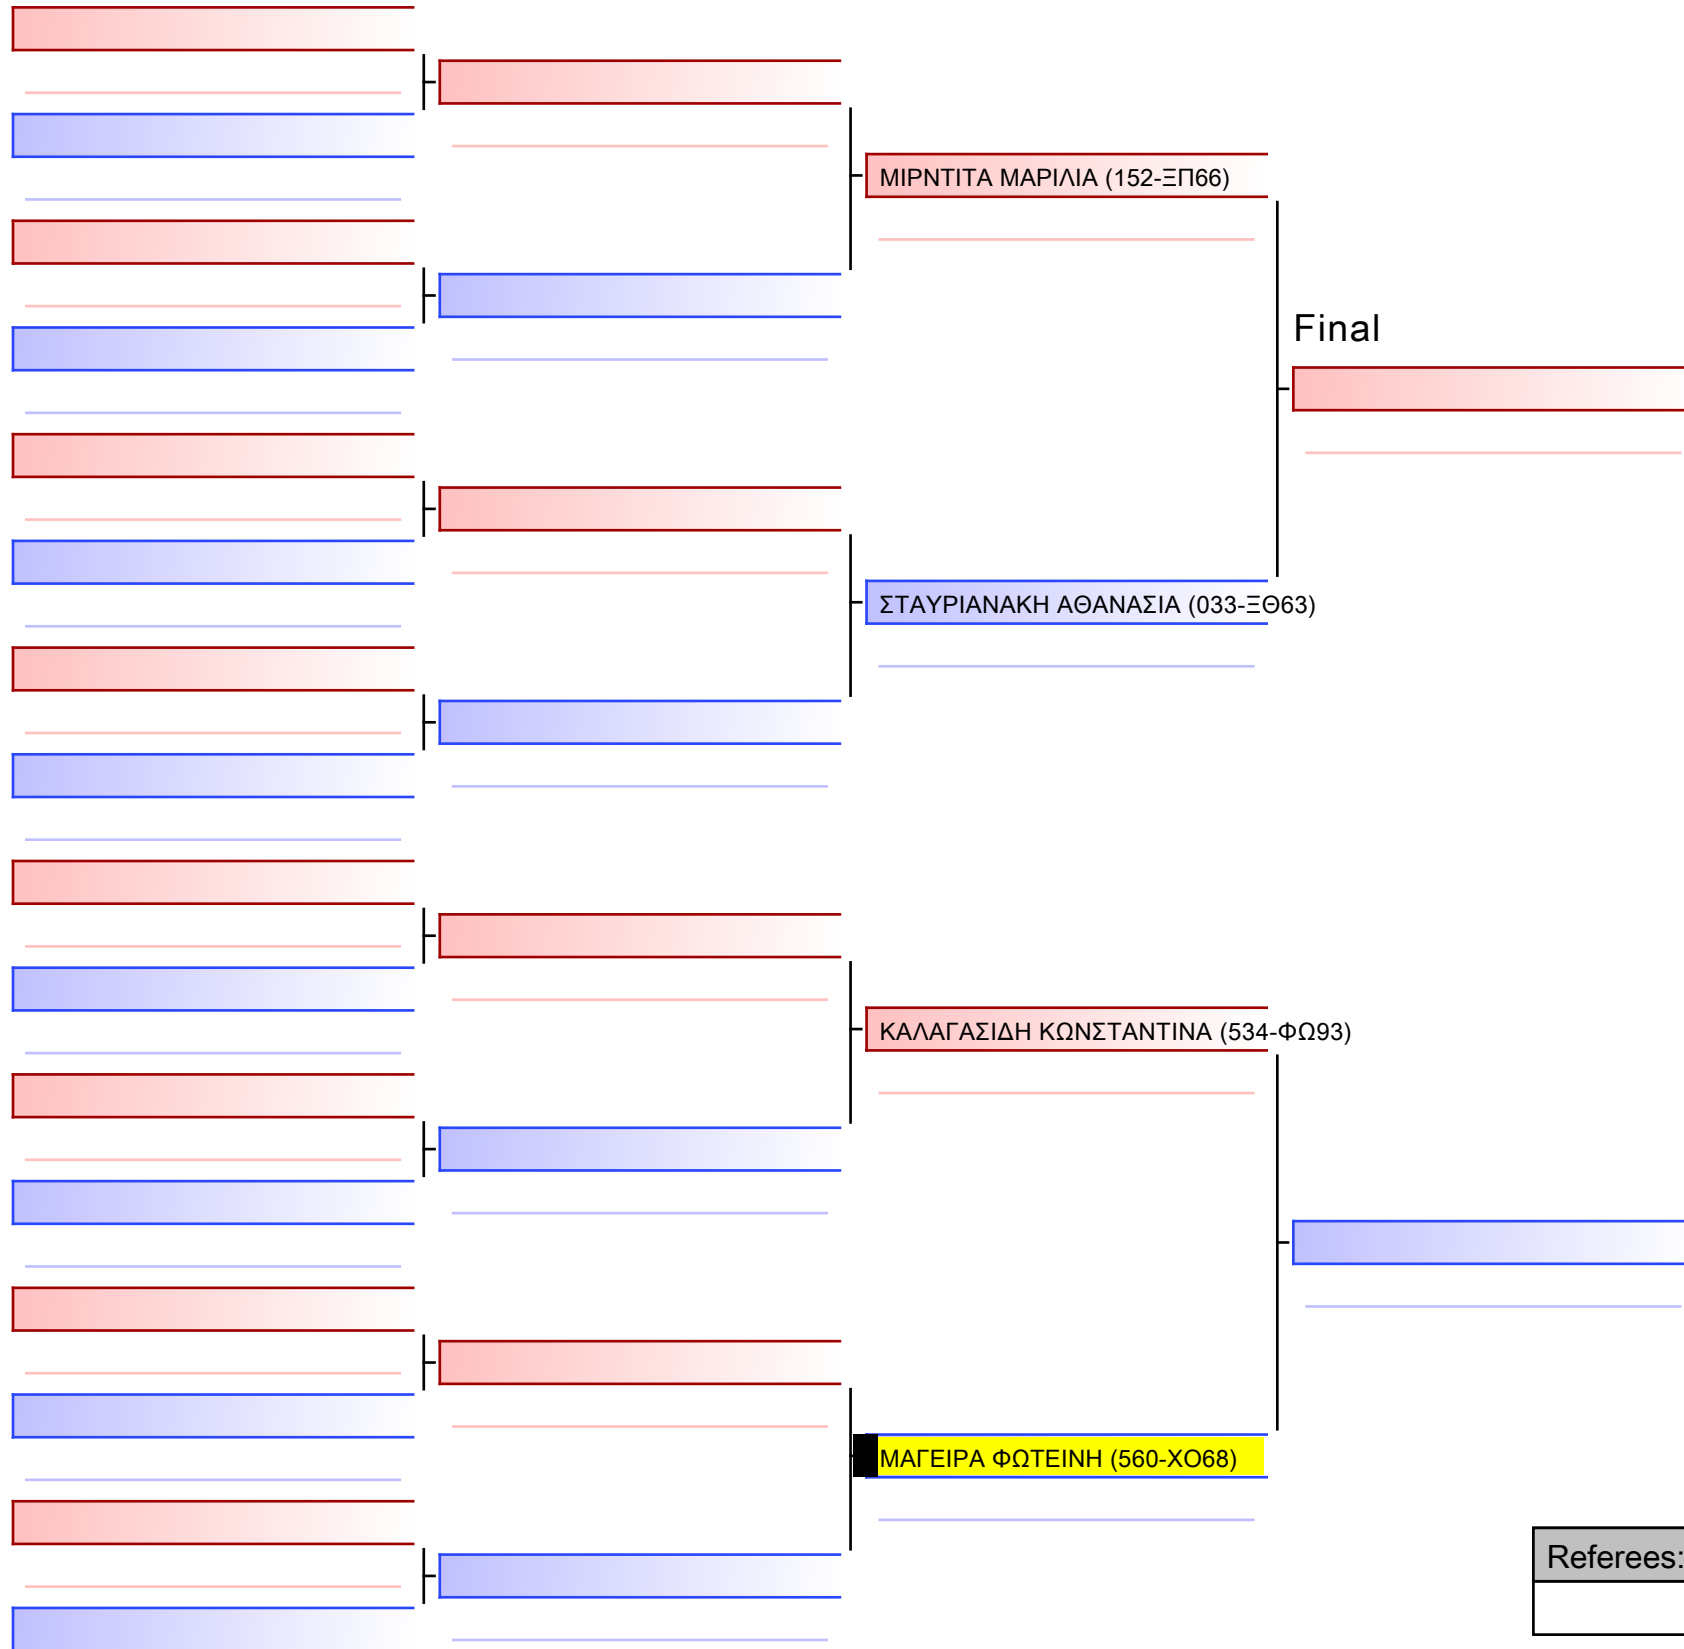 ΜΙΡΝΤΙΤΑ ΜΑΡΙΛΙΑ (152-ΞΠ66)
Final
ΣΤΑΥΡΙΑΝΑΚΗ ΑΘΑΝΑΣΙΑ (033-ΞΘ63)
ΚΑΛΑΓΑΣΙΔΗ ΚΩΝΣΤΑΝΤΙΝΑ (534-ΦΩ93)
ΜΑΓΕΙΡΑ ΦΩΤΕΙΝΗ (560-ΧΟ68)
Referees: